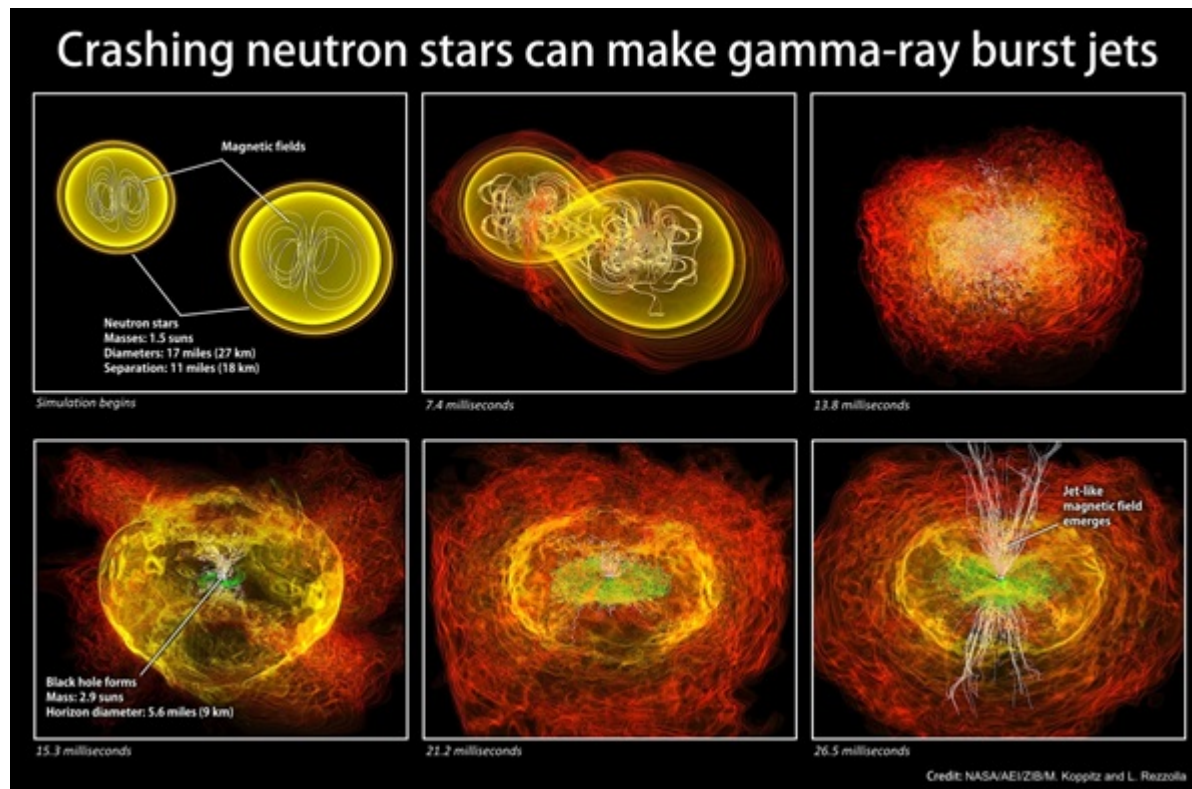 Crashing neutron stars can make gamma-ray burst jets
Magnetic fields
Neutron stars
Masses: 1.5 suns
Diameters: 17 miles (27 km)
Separation: 11 miles (18 km)
Simulation begins
7.4 milliseconds
13.8 milliseconds
Black hole forms
Mass: 2.9 suns
Horizon diameter: 5.6 miles (9 km)
15.3 milliseconds
21.2 milliseconds
Jet-like
magnetic field
emerges
26.5 milliseconds
Credit: NASA/AEI/ZIB/M. Koppitz and L. Rezzolla